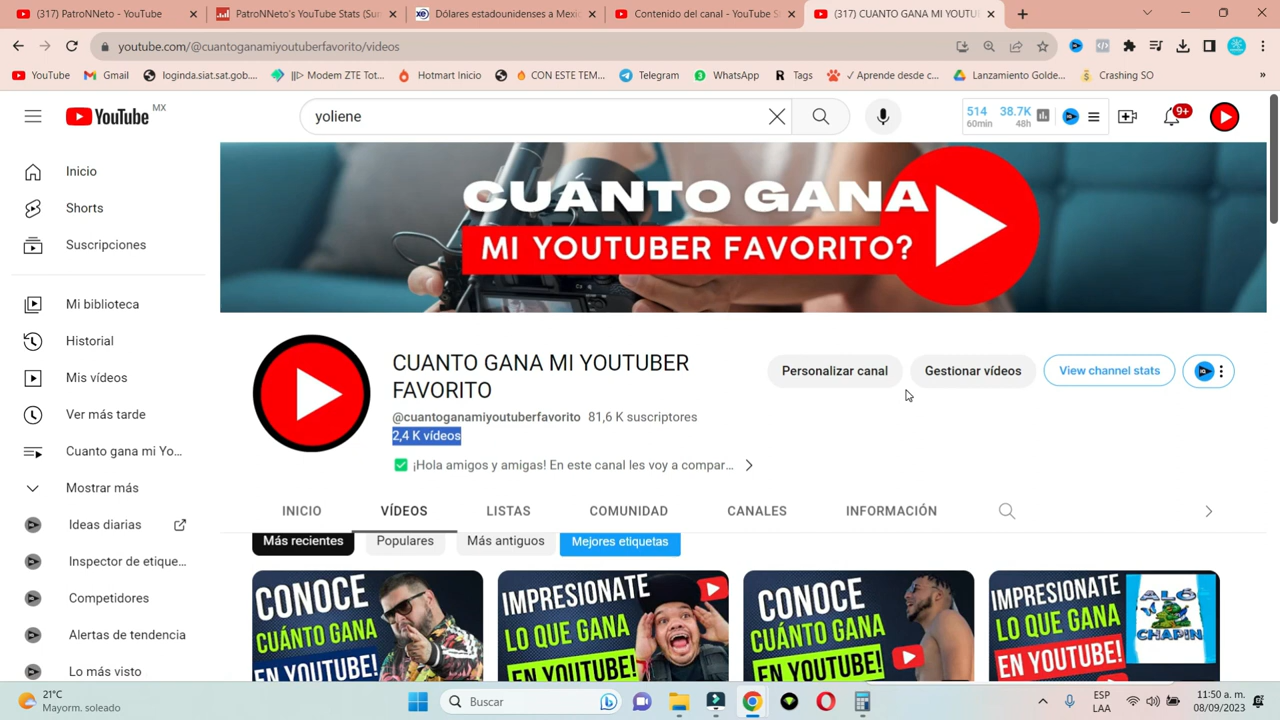 (317) PatroNNeto - YouTube
PatroNNeto's YouTube Stats (Sum
Dólares estadounidenses a Mexic
Contenido del canal - YouTube S
(317) CUANTO GANA MI YOUTU
youtube.com/@cuantoganamiyoutuberfavorito/videos
YouTube
Gmail
loginda.siat.sat.gob....
||▷ Modem ZTE Tot...
Hotmart Inicio
CON ESTE TEM...
Telegram
WhatsApp
Tags
✓ Aprende desde c...
Lanzamiento Golde...
Crashing SO
»
YouTube MX
yoliene
514 38.7K
60min 48h
9+
Inicio
Shorts
Suscripciones
Mi biblioteca
Historial
Mis vídeos
Ver más tarde
Cuanto gana mi Yo...
Mostrar más
Ideas diarias
Inspector de etique...
Competidores
Alertas de tendencia
Lo más visto
CUANTO GANA
MI YOUTUBER FAVORITO?
CUANTO GANA MI YOUTUBER
FAVORITO
@cuantoganamiyoutuberfavorito 81,6 K suscriptores
2,4 K vídeos
¡Hola amigos y amigas! En este canal les voy a compar...
Personalizar canal
Gestionar vídeos
View channel stats
INICIO
VÍDEOS
LISTAS
COMUNIDAD
CANALES
INFORMACIÓN
Más recientes
Populares
Más antiguos
Mejores etiquetas
CONOCE
CUÁNTO GANA
EN YOUTUBE!
IMPRESIONATE
LO QUE GANA
EN YOUTUBE!
CONOCE
CUÁNTO GANA
EN YOUTUBE!
IMPRESIONATE
LO QUE GANA
EN YOUTUBE!
ALO
CHAPIN
21°C
Mayorm. soleado
Buscar
ESP
LAA
11:50 a. m.
08/09/2023